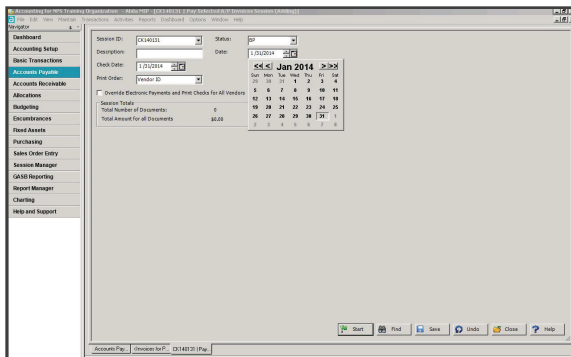 Accounting for NPS Training Organization - Abila MIP - [CK140131 | Pay Selected A/P Invoices Session (Adding)]
File Edit View Maintain Transactions Activities Reports Dashboard Options Window Help
Navigator
Dashboard
Accounting Setup
Basic Transactions
Accounts Payable
Accounts Receivable
Allocations
Budgeting
Encumbrances
Fixed Assets
Purchasing
Sales Order Entry
Session Manager
GASB Reporting
Report Manager
Charting
Help and Support
Session ID: CK140131 Status: BP
Description: Date: 1/31/2014
Check Date: 1/31/2014
Print Order: Vendor ID
Override Electronic Payments and Print Checks for All Vendors
Session Totals
Total Number of Documents: 0
Total Amount for all Documents $0.00
<< < Jan 2014 > >>
Sun Mon Tue Wed Thu Fri Sat
29 30 31 1 2 3 4
5 6 7 8 9 10 11
12 13 14 15 16 17 18
19 20 21 22 23 24 25
26 27 28 29 30 31 1
2 3 4 5 6 7 8
Start Find Save Undo Close ? Help
Accounts Pay... <Invoices for P... CK140131 | Pay.